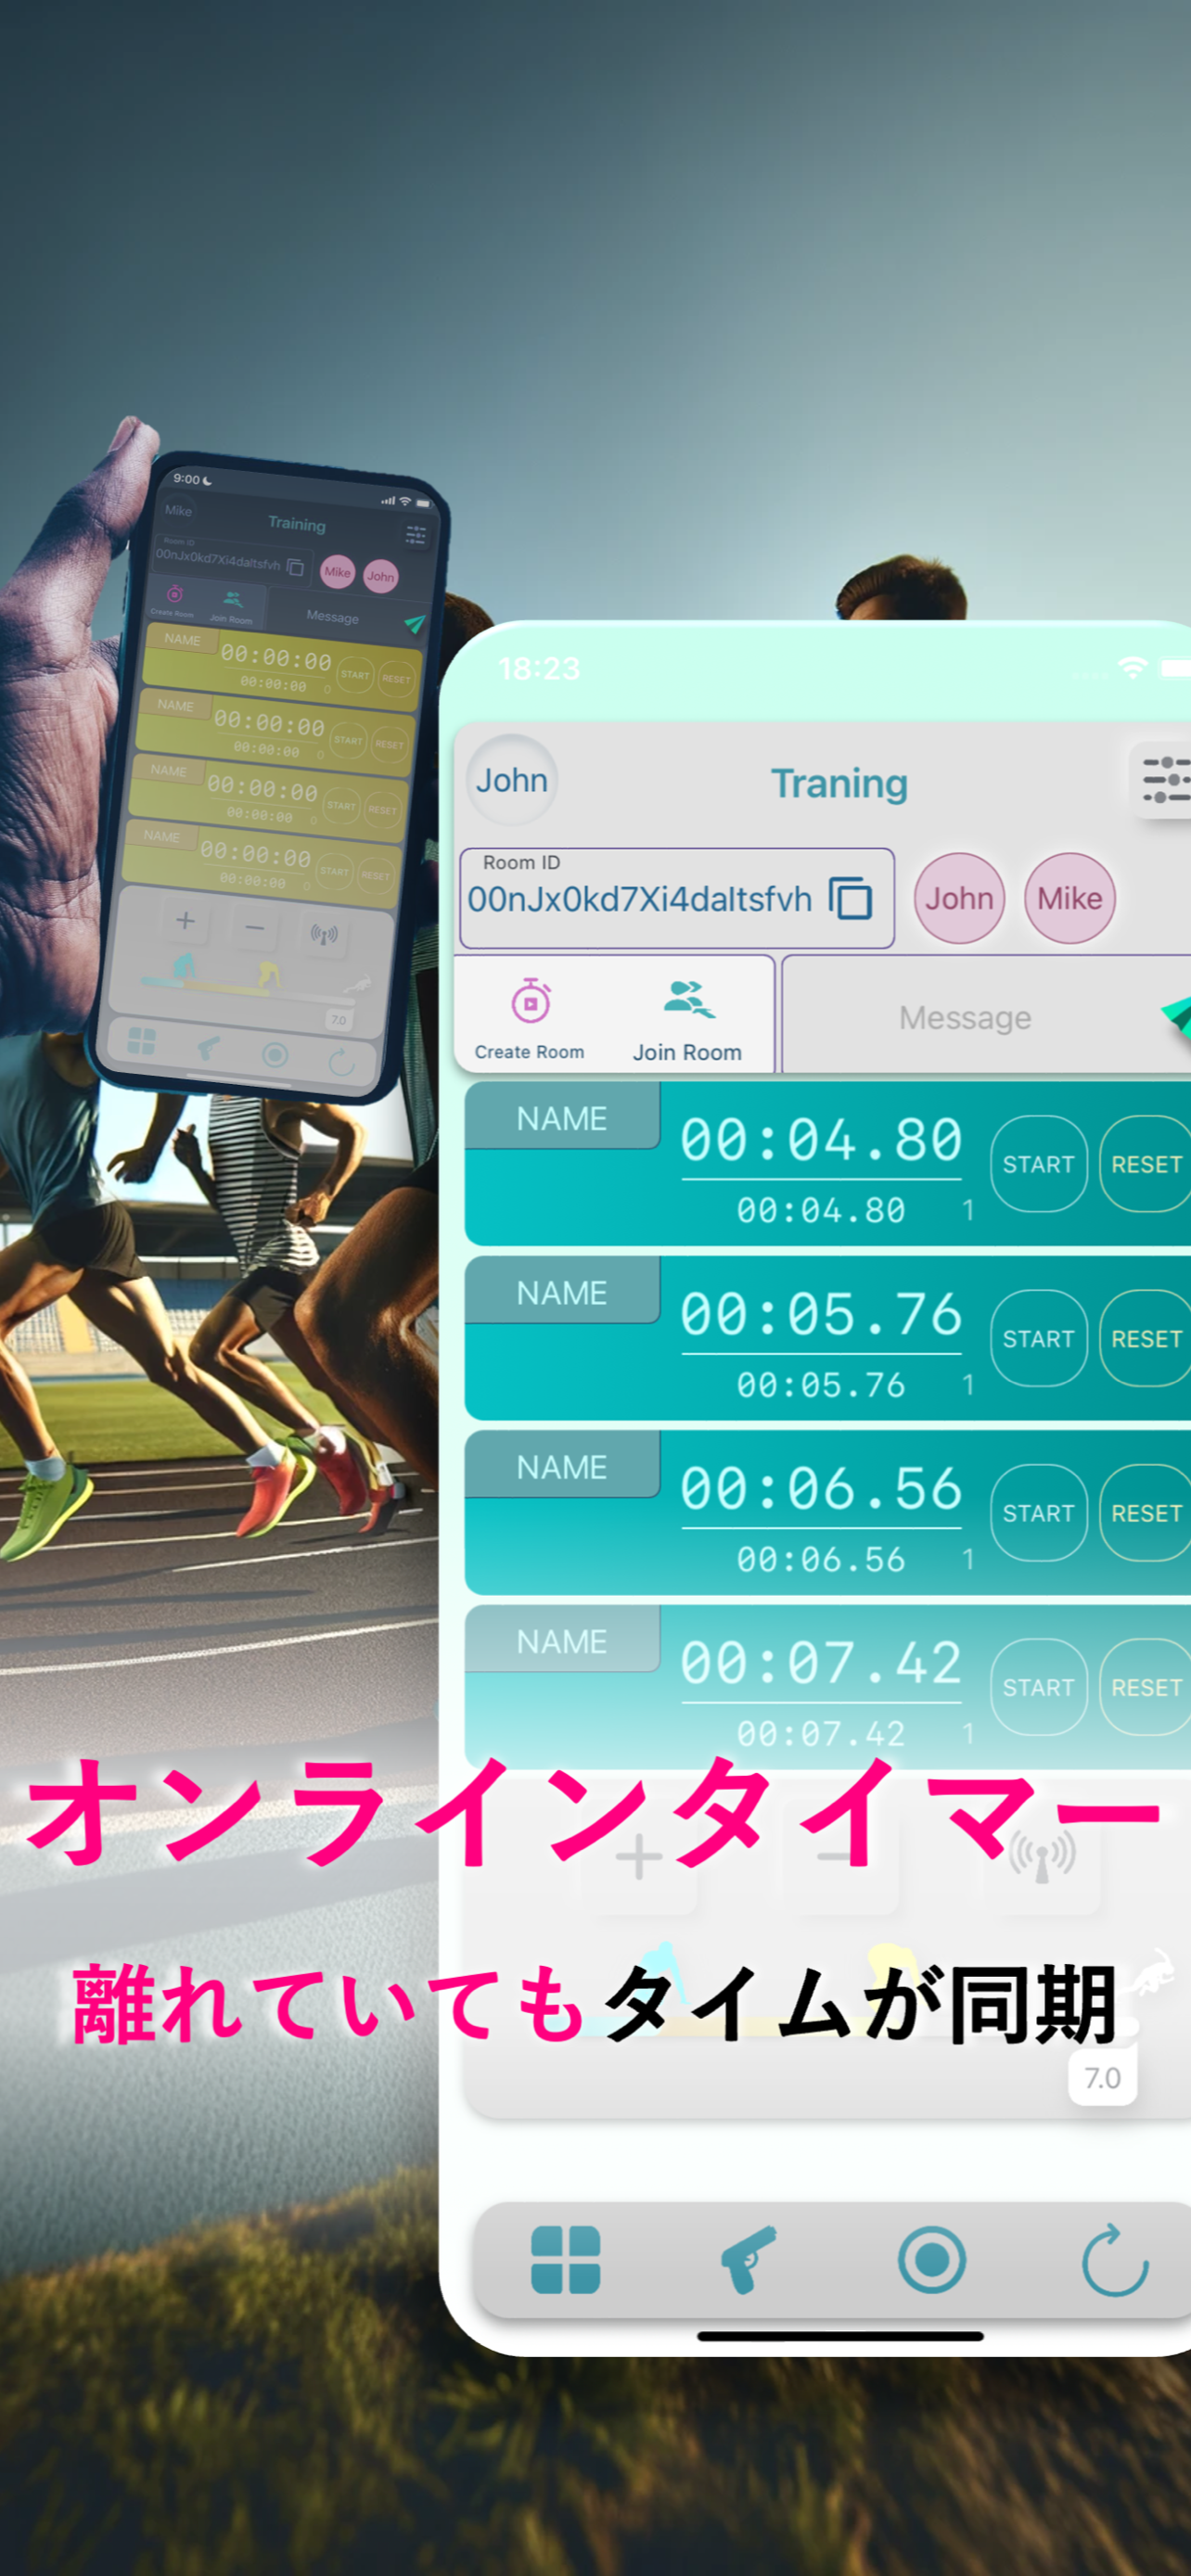 9:00
Mike
Training
Room ID
00nJx0kd7Xi4daltsfvh
Mike
John
Create Room
Join Room
Message
NAME
00:00:00
00:00:00
0
START
RESET
NAME
00:00:00
00:00:00
0
START
RESET
NAME
00:00:00
00:00:00
0
START
RESET
NAME
00:00:00
00:00:00
0
START
RESET
7.0
18:23
John
Traning
Room ID
00nJx0kd7Xi4daltsfvh
John
Mike
Create Room
Join Room
Message
NAME
00:04.80
00:04.80
1
START
RESET
NAME
00:05.76
00:05.76
1
START
RESET
NAME
00:06.56
00:06.56
1
START
RESET
NAME
00:07.42
00:07.42
1
START
RESET
オンラインタイマー
離れていてもタイムが同期
7.0